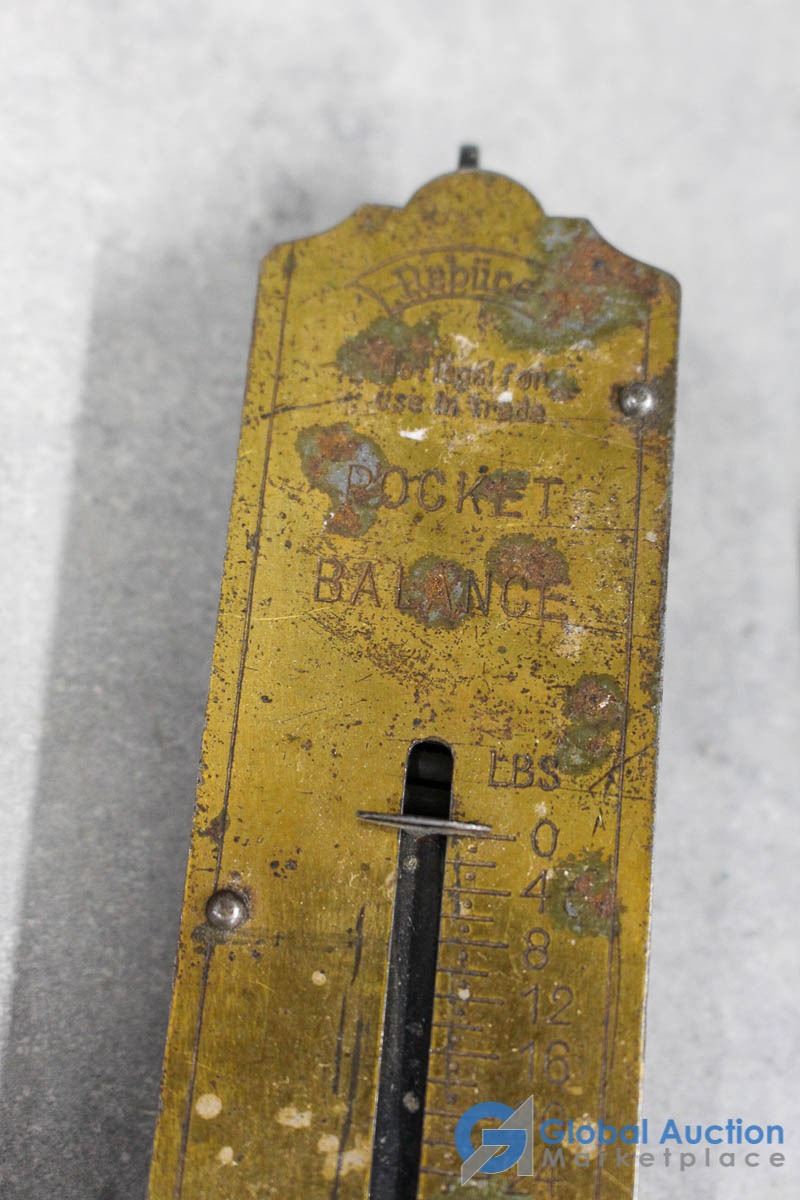 Not legal for
use in trade
POCKET
BALANCE
LBS
0
4
8
12
16
Global Auction
Marketplace